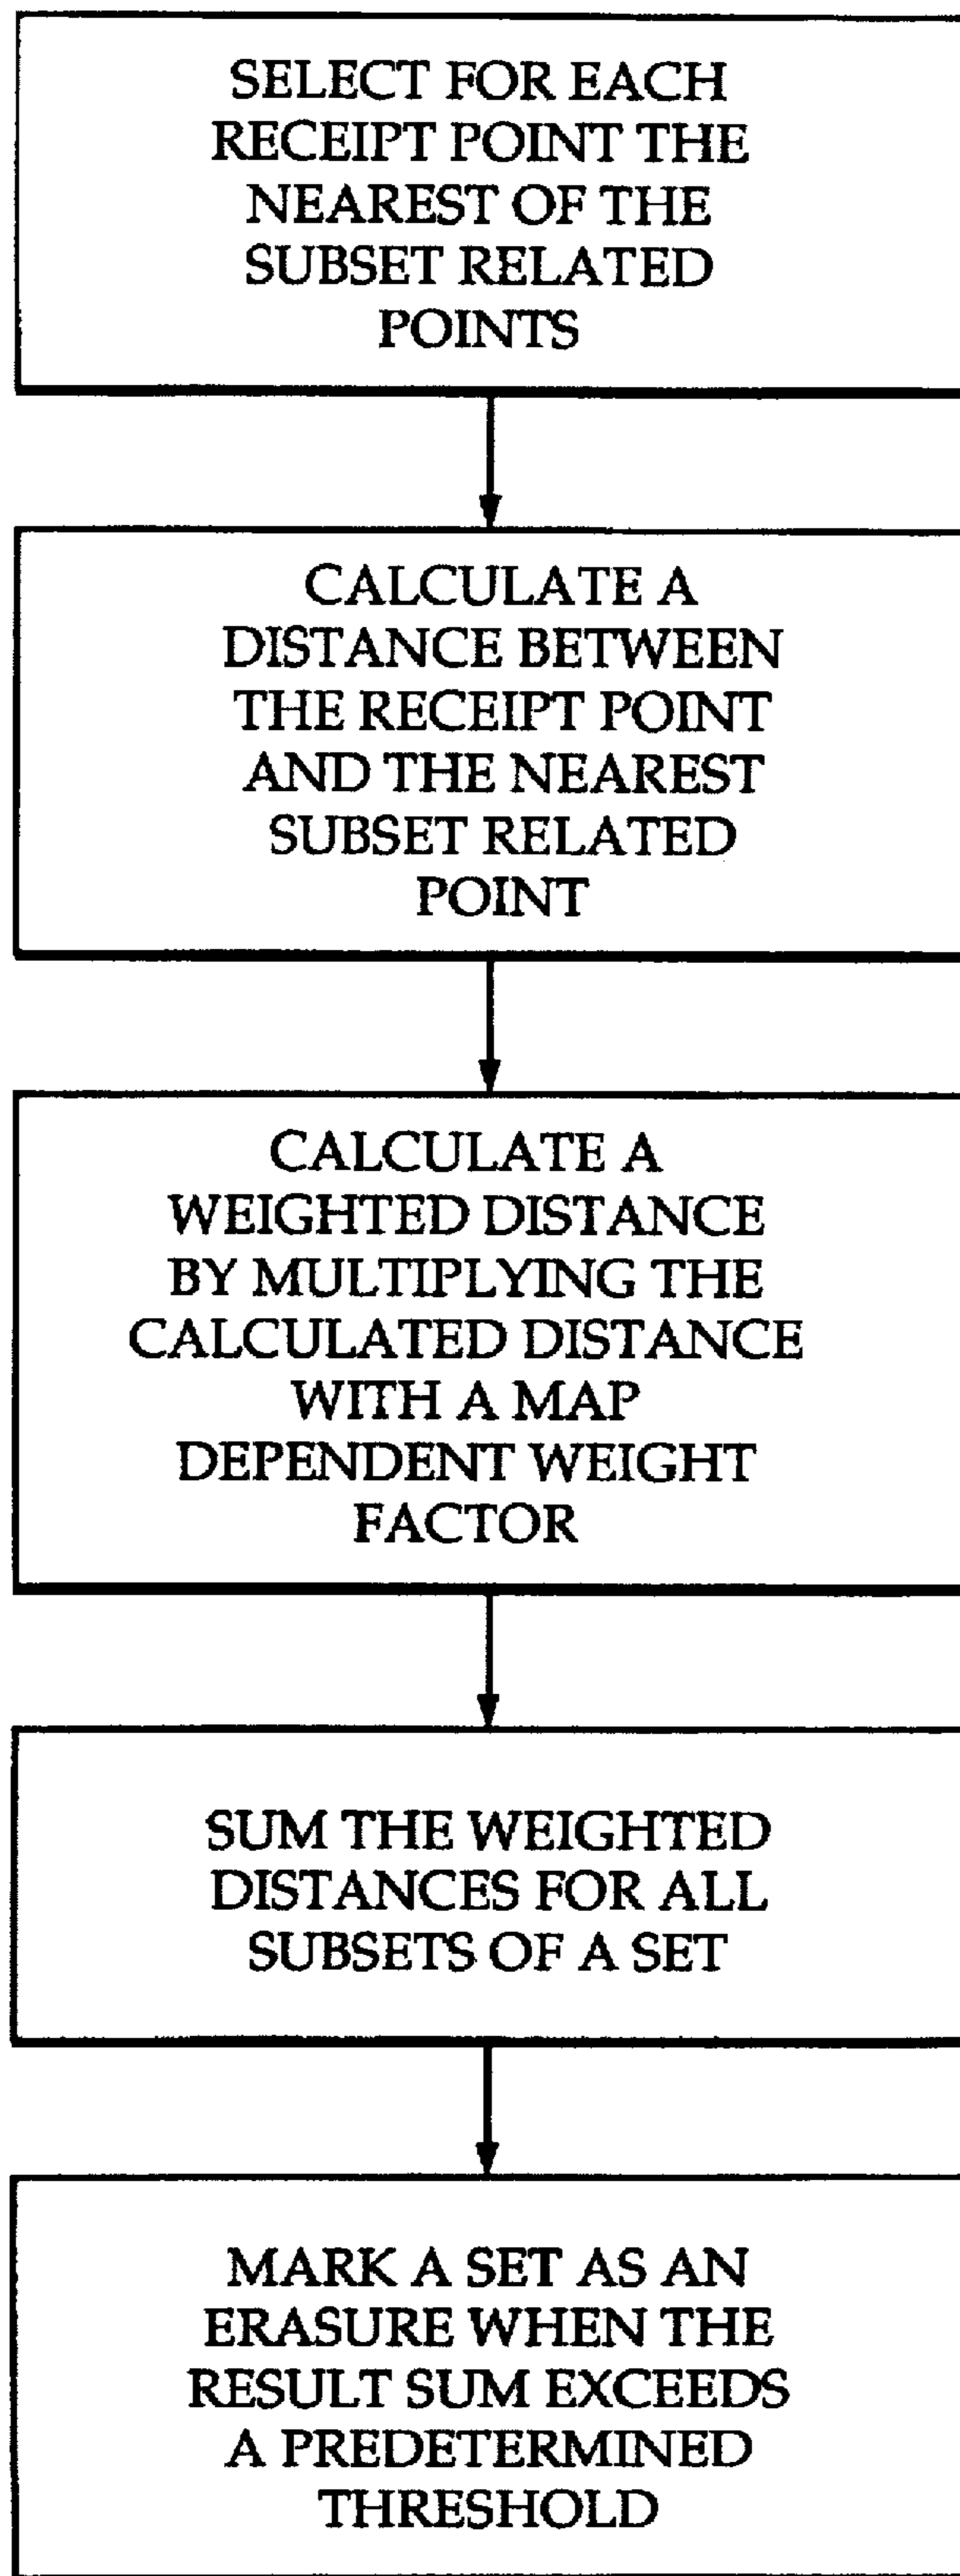 SELECT FOR EACH
RECEIPT POINT THE
NEAREST OF THE
SUBSET RELATED
POINTS
CALCULATE A
DISTANCE BETWEEN
THE RECEIPT POINT
AND THE NEAREST
SUBSET RELATED
POINT
CALCULATE A
WEIGHTED DISTANCE
BY MULTIPLYING THE
CALCULATED DISTANCE
WITH A MAP
DEPENDENT WEIGHT
FACTOR
SUM THE WEIGHTED
DISTANCES FOR ALL
SUBSETS OF A SET
MARK A SET AS AN
ERASURE WHEN THE
RESULT SUM EXCEEDS
A PREDETERMINED
THRESHOLD